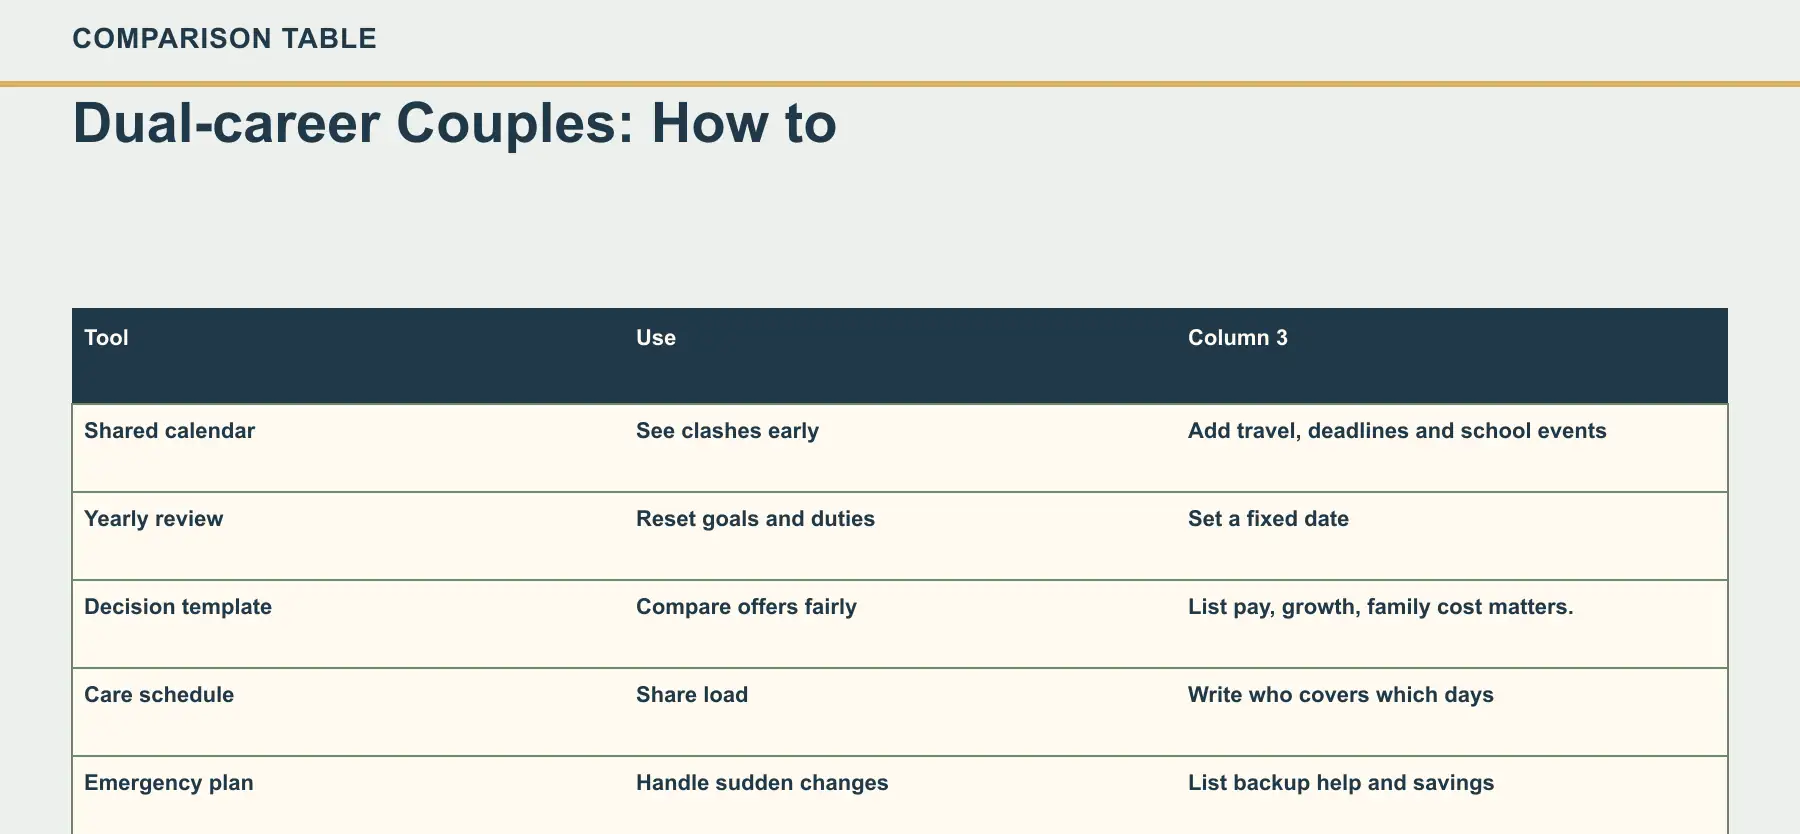 COMPARISON TABLE
Dual-career Couples: How to
Tool Use Column 3
Shared calendar See clashes early Add travel, deadlines and school events
Yearly review Reset goals and duties Set a fixed date
Decision template Compare offers fairly List pay, growth, family cost matters.
Care schedule Share load Write who covers which days
Emergency plan Handle sudden changes List backup help and savings